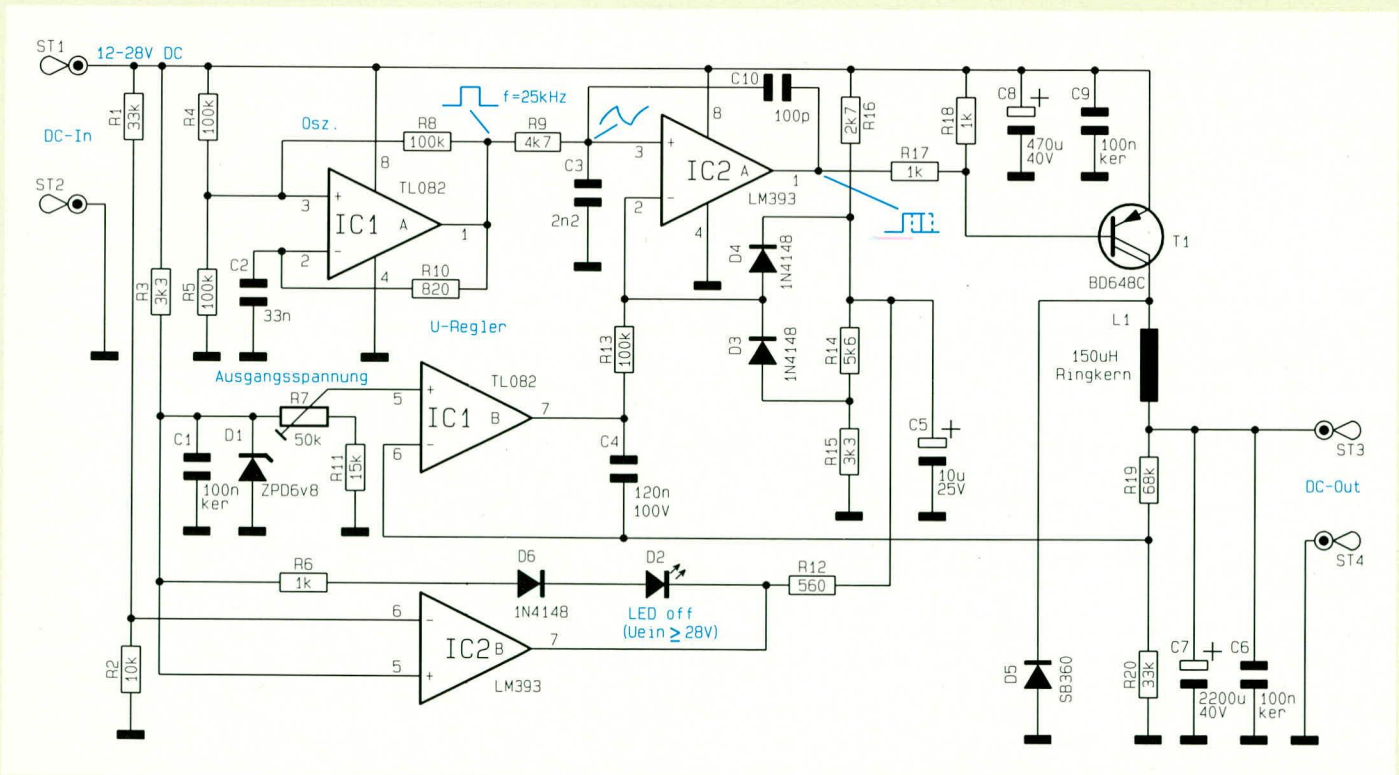 ST1
12-28V DC
DC-In
ST2
R1
33k
R4
100k
R3
3k3
R5
100k
C2
33n
Osz.
R8
100k
3
+
8
TL082
IC1 A
1
-
2
4
R10
820
f=25kHz
R9
4k7
C3
2n2
C10
100p
3
+
8
IC2 A
1
LM393
-
2
4
D4
1N4148
D3
1N4148
R16
2k7
R14
5k6
R15
3k3
R17
1k
R18
1k
C8
+
470u
40V
C9
100n
ker
T1
BD648C
L1
150uH
Ringkern
U-Regler
Ausgangsspannung
R7
50k
C1
100n
ker
D1
ZPD6v8
R11
15k
5
+
TL082
IC1 B
7
6
-
R13
100k
C4
120n
100V
C5
+
10u
25V
R19
68k
ST3
DC-Out
ST4
R6
1k
D6
1N4148
D2
LED off
(Uein ≥ 28V)
R12
560
6
-
IC2 B
7
5
+
LM393
R2
10k
D5
SB360
R20
33k
C7
+
2200u
40V
C6
100n
ker